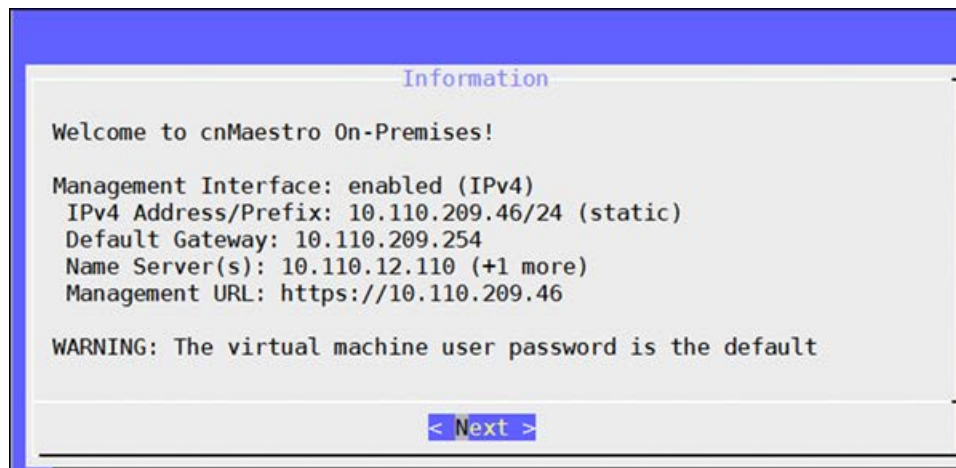 Information
Welcome to cnMaestro On-Premises!
Management Interface: enabled (IPv4)
IPv4 Address/Prefix: 10.110.209.46/24 (static)
Default Gateway: 10.110.209.254
Name Server(s): 10.110.12.110 (+1 more)
Management URL: https://10.110.209.46
WARNING: The virtual machine user password is the default
< Next >